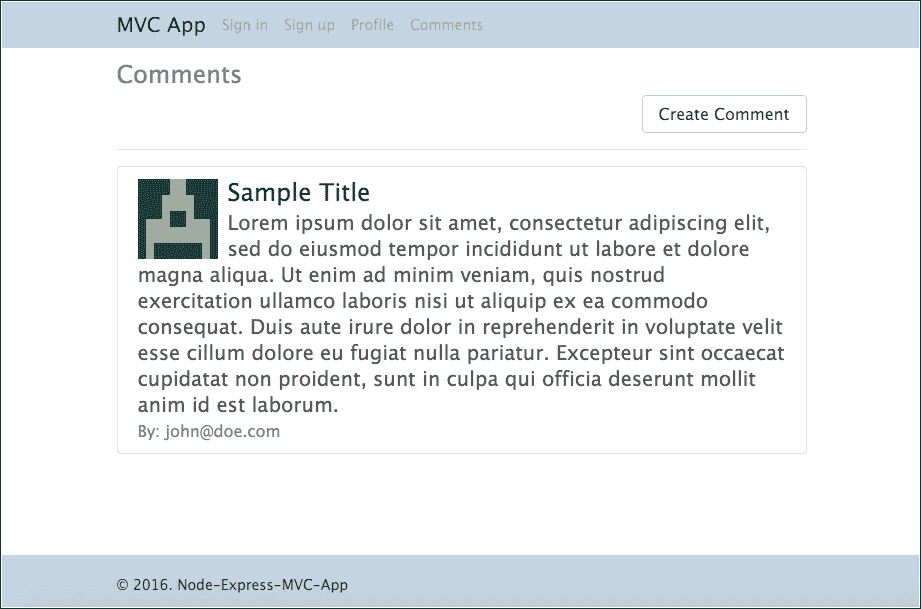 MVC App Sign in Sign up Profile Comments
Comments
Create Comment
Sample Title
Lorem ipsum dolor sit amet, consectetur adipiscing elit,
sed do eiusmod tempor incididunt ut labore et dolore
magna aliqua. Ut enim ad minim veniam, quis nostrud
exercitation ullamco laboris nisi ut aliquip ex ea commodo
consequat. Duis aute irure dolor in reprehenderit in voluptate velit
esse cillum dolore eu fugiat nulla pariatur. Excepteur sint occaecat
cupidatat non proident, sunt in culpa qui officia deserunt mollit
anim id est laborum.
By: john@doe.com
© 2016. Node-Express-MVC-App